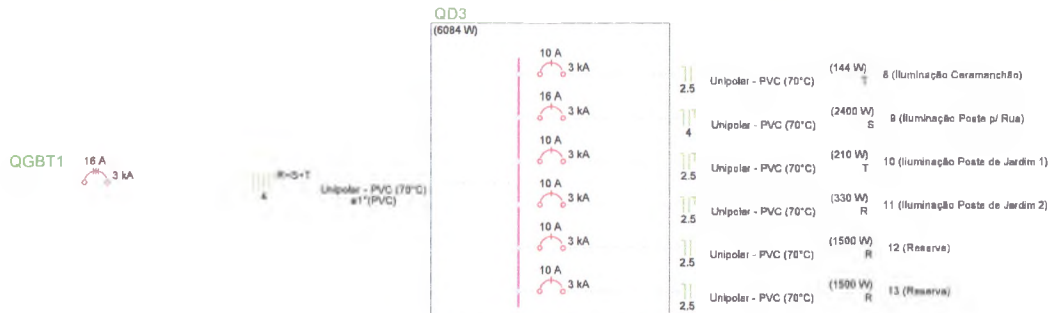 QD3
(6084 W)
10 A
3 kA
2.5
Unipolar - PVC (70°C)
(144 W)
T
8 (Iluminação Caramanchão)
16 A
3 kA
4
Unipolar - PVC (70°C)
(2400 W)
S
9 (Iluminação Poste p/ Rua)
QGBT1
16 A
3 kA
R+S+T
4
Unipolar - PVC (70°C)
ø1"(PVC)
10 A
3 kA
2.5
Unipolar - PVC (70°C)
(210 W)
T
10 (Iluminação Poste de Jardim 1)
10 A
3 kA
2.5
Unipolar - PVC (70°C)
(330 W)
R
11 (Iluminação Poste de Jardim 2)
10 A
3 kA
2.5
Unipolar - PVC (70°C)
(1500 W)
R
12 (Reserva)
10 A
3 kA
2.5
Unipolar - PVC (70°C)
(1500 W)
R
13 (Reserva)